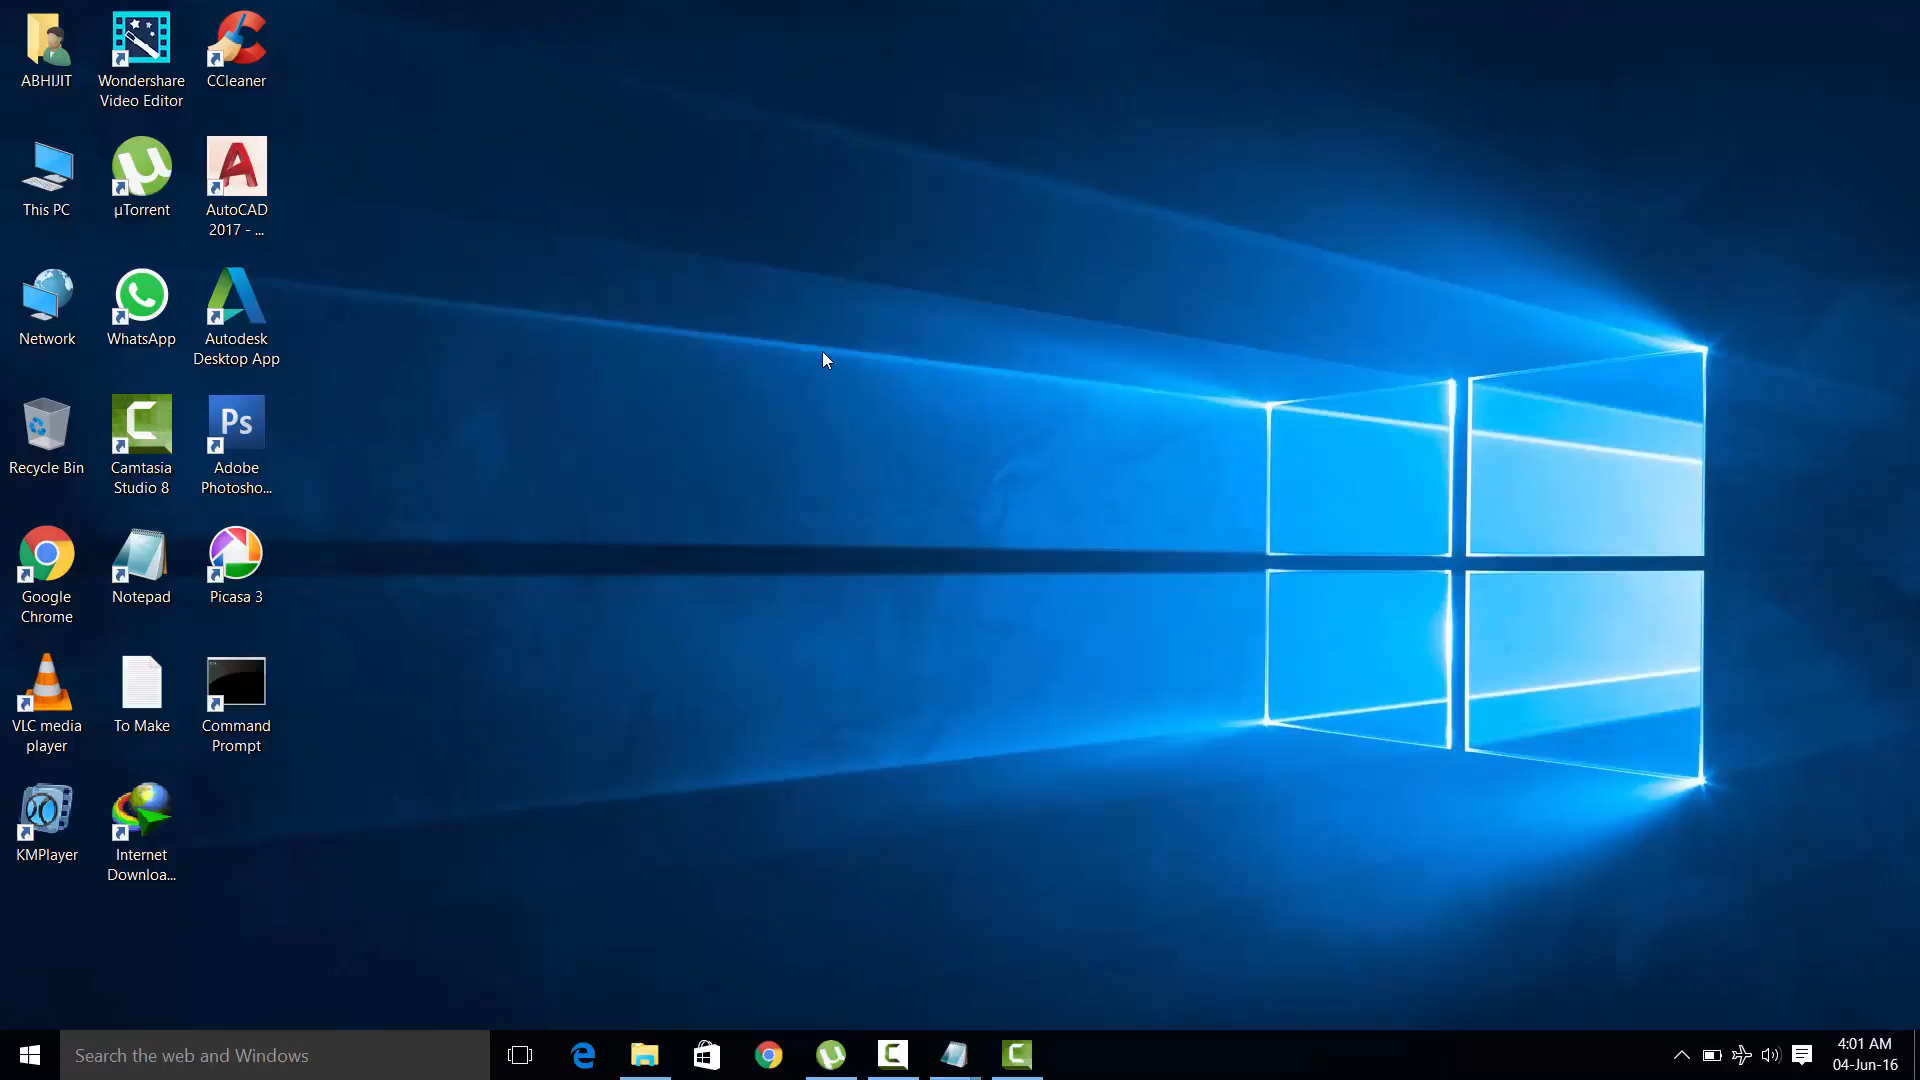 ABHIJIT
Wondershare
Video Editor
CCleaner
This PC
µTorrent
AutoCAD
2017 - ...
Network
WhatsApp
Autodesk
Desktop App
Ps
Recycle Bin
Camtasia
Studio 8
Adobe
Photosho...
Google
Chrome
Notepad
Picasa 3
VLC media
player
To Make
Command
Prompt
KMPlayer
Internet
Downloa...
Search the web and Windows
4:01 AM
04-Jun-16